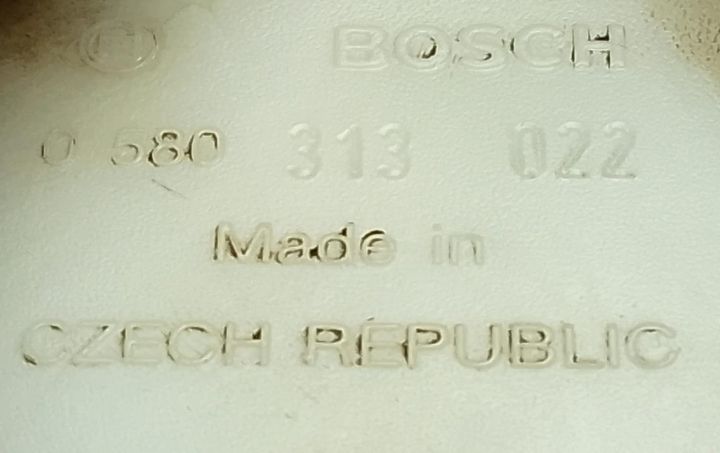 BOSCH
0 580 313 022
Made in
CZECH REPUBLIC